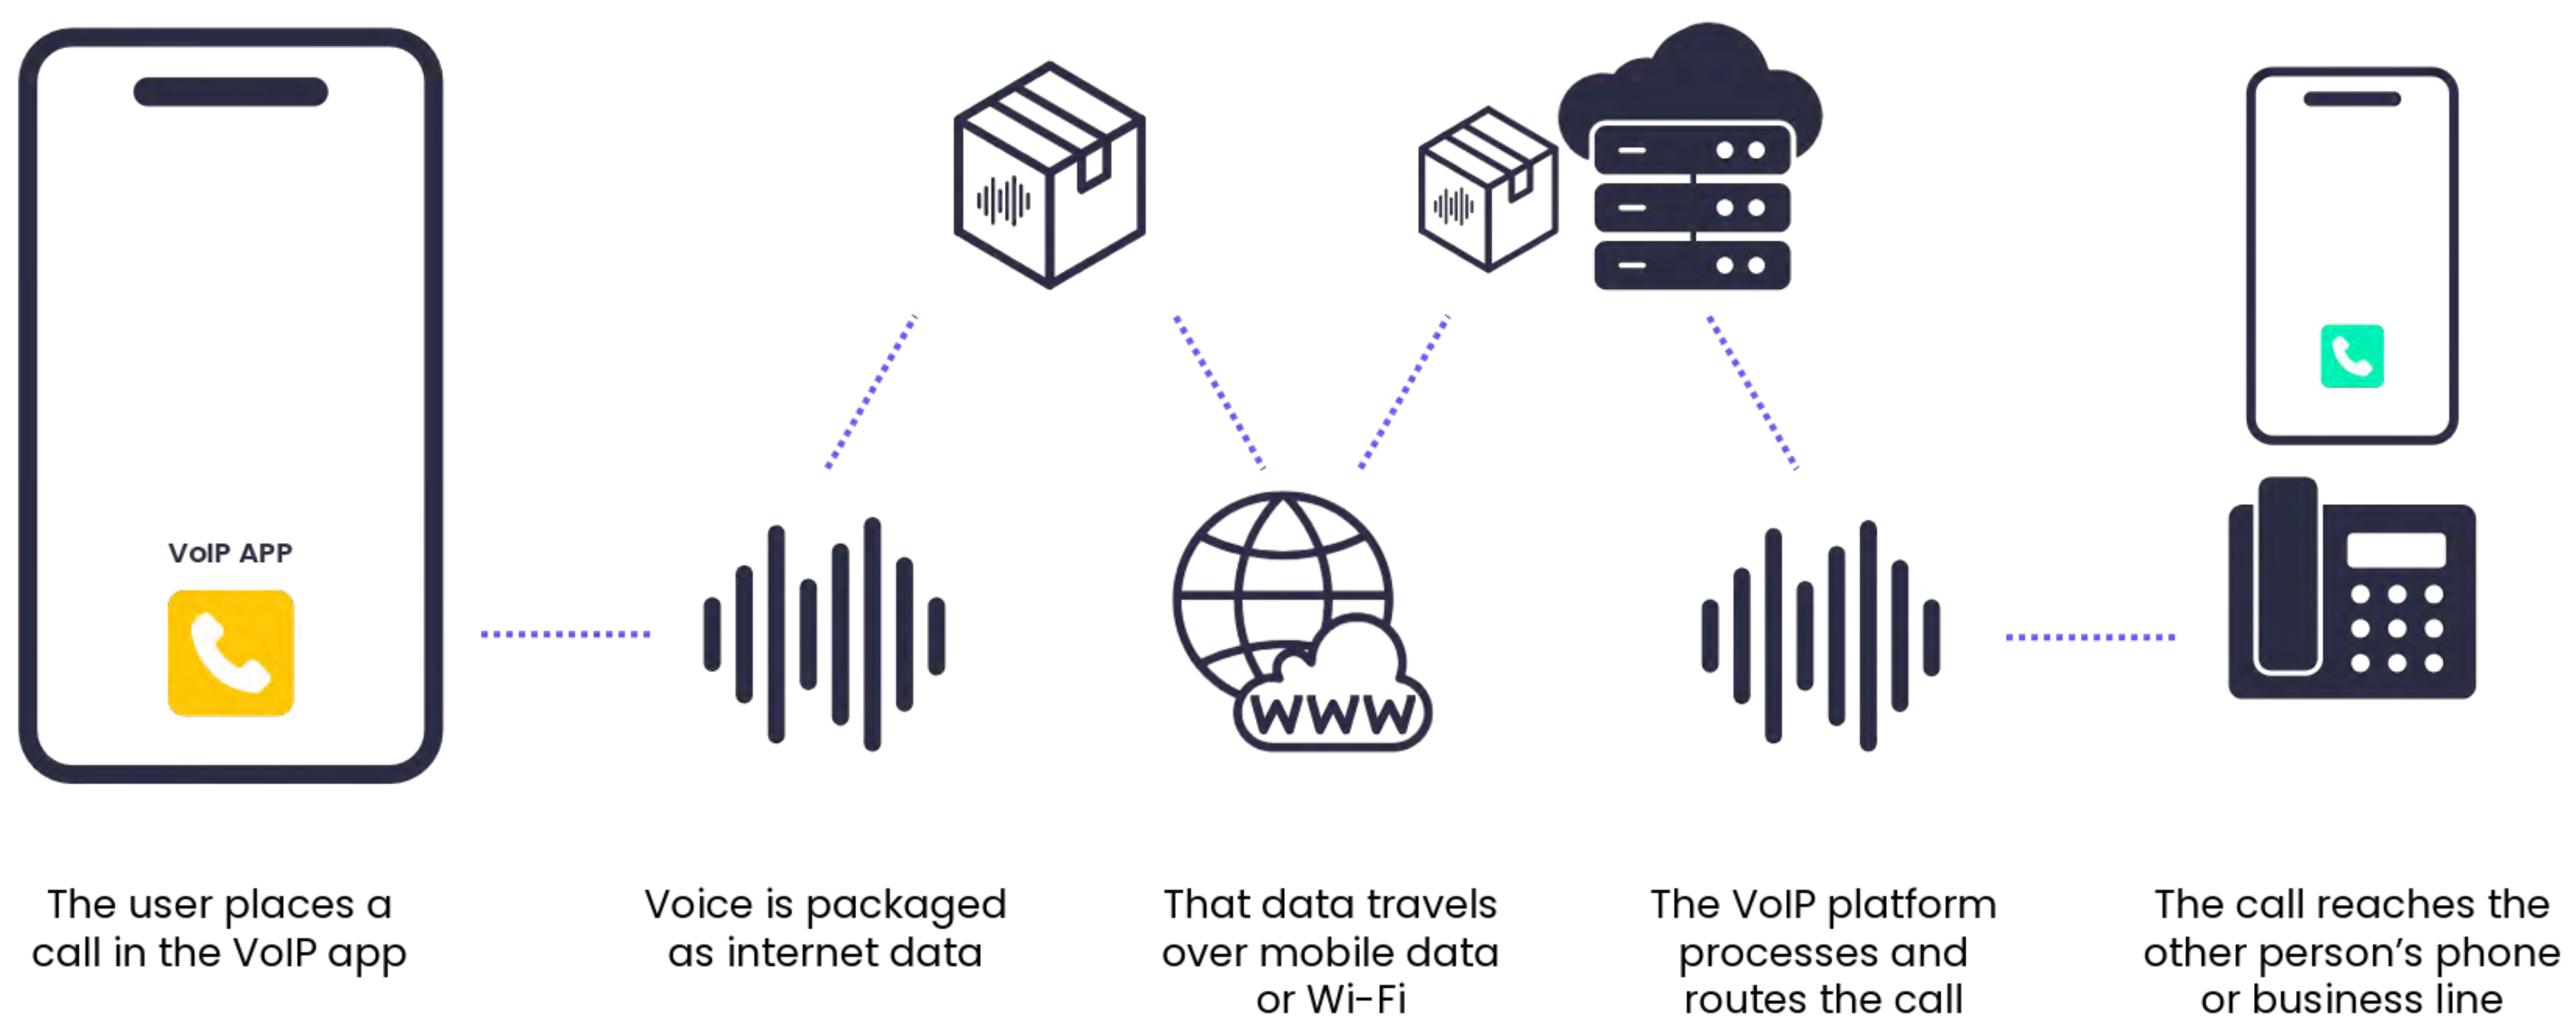 VoIP APP
WWW
The user places a
call in the VoIP app
Voice is packaged
as internet data
That data travels
over mobile data
or Wi-Fi
The VoIP platform
processes and
routes the call
The call reaches the
other person’s phone
or business line